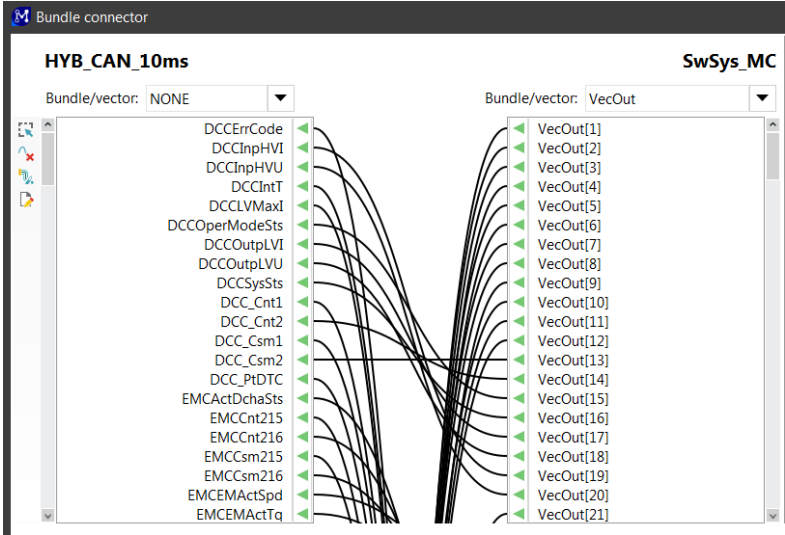 Bundle connector
HYB_CAN_10ms
SwSys_MC
Bundle/vector: NONE
Bundle/vector: VecOut
DCCErrCode
DCCInpHVI
DCCInpHVU
DCCIntT
DCCLVMaxI
DCCOperModeSts
DCCOutpLVI
DCCOutpLVU
DCCSysSts
DCC_Cnt1
DCC_Cnt2
DCC_Csm1
DCC_Csm2
DCC_PtDTC
EMCActDchaSts
EMCCnt215
EMCCnt216
EMCCsm215
EMCCsm216
EMCEMActSpd
EMCEMActTq
VecOut[1]
VecOut[2]
VecOut[3]
VecOut[4]
VecOut[5]
VecOut[6]
VecOut[7]
VecOut[8]
VecOut[9]
VecOut[10]
VecOut[11]
VecOut[12]
VecOut[13]
VecOut[14]
VecOut[15]
VecOut[16]
VecOut[17]
VecOut[18]
VecOut[19]
VecOut[20]
VecOut[21]